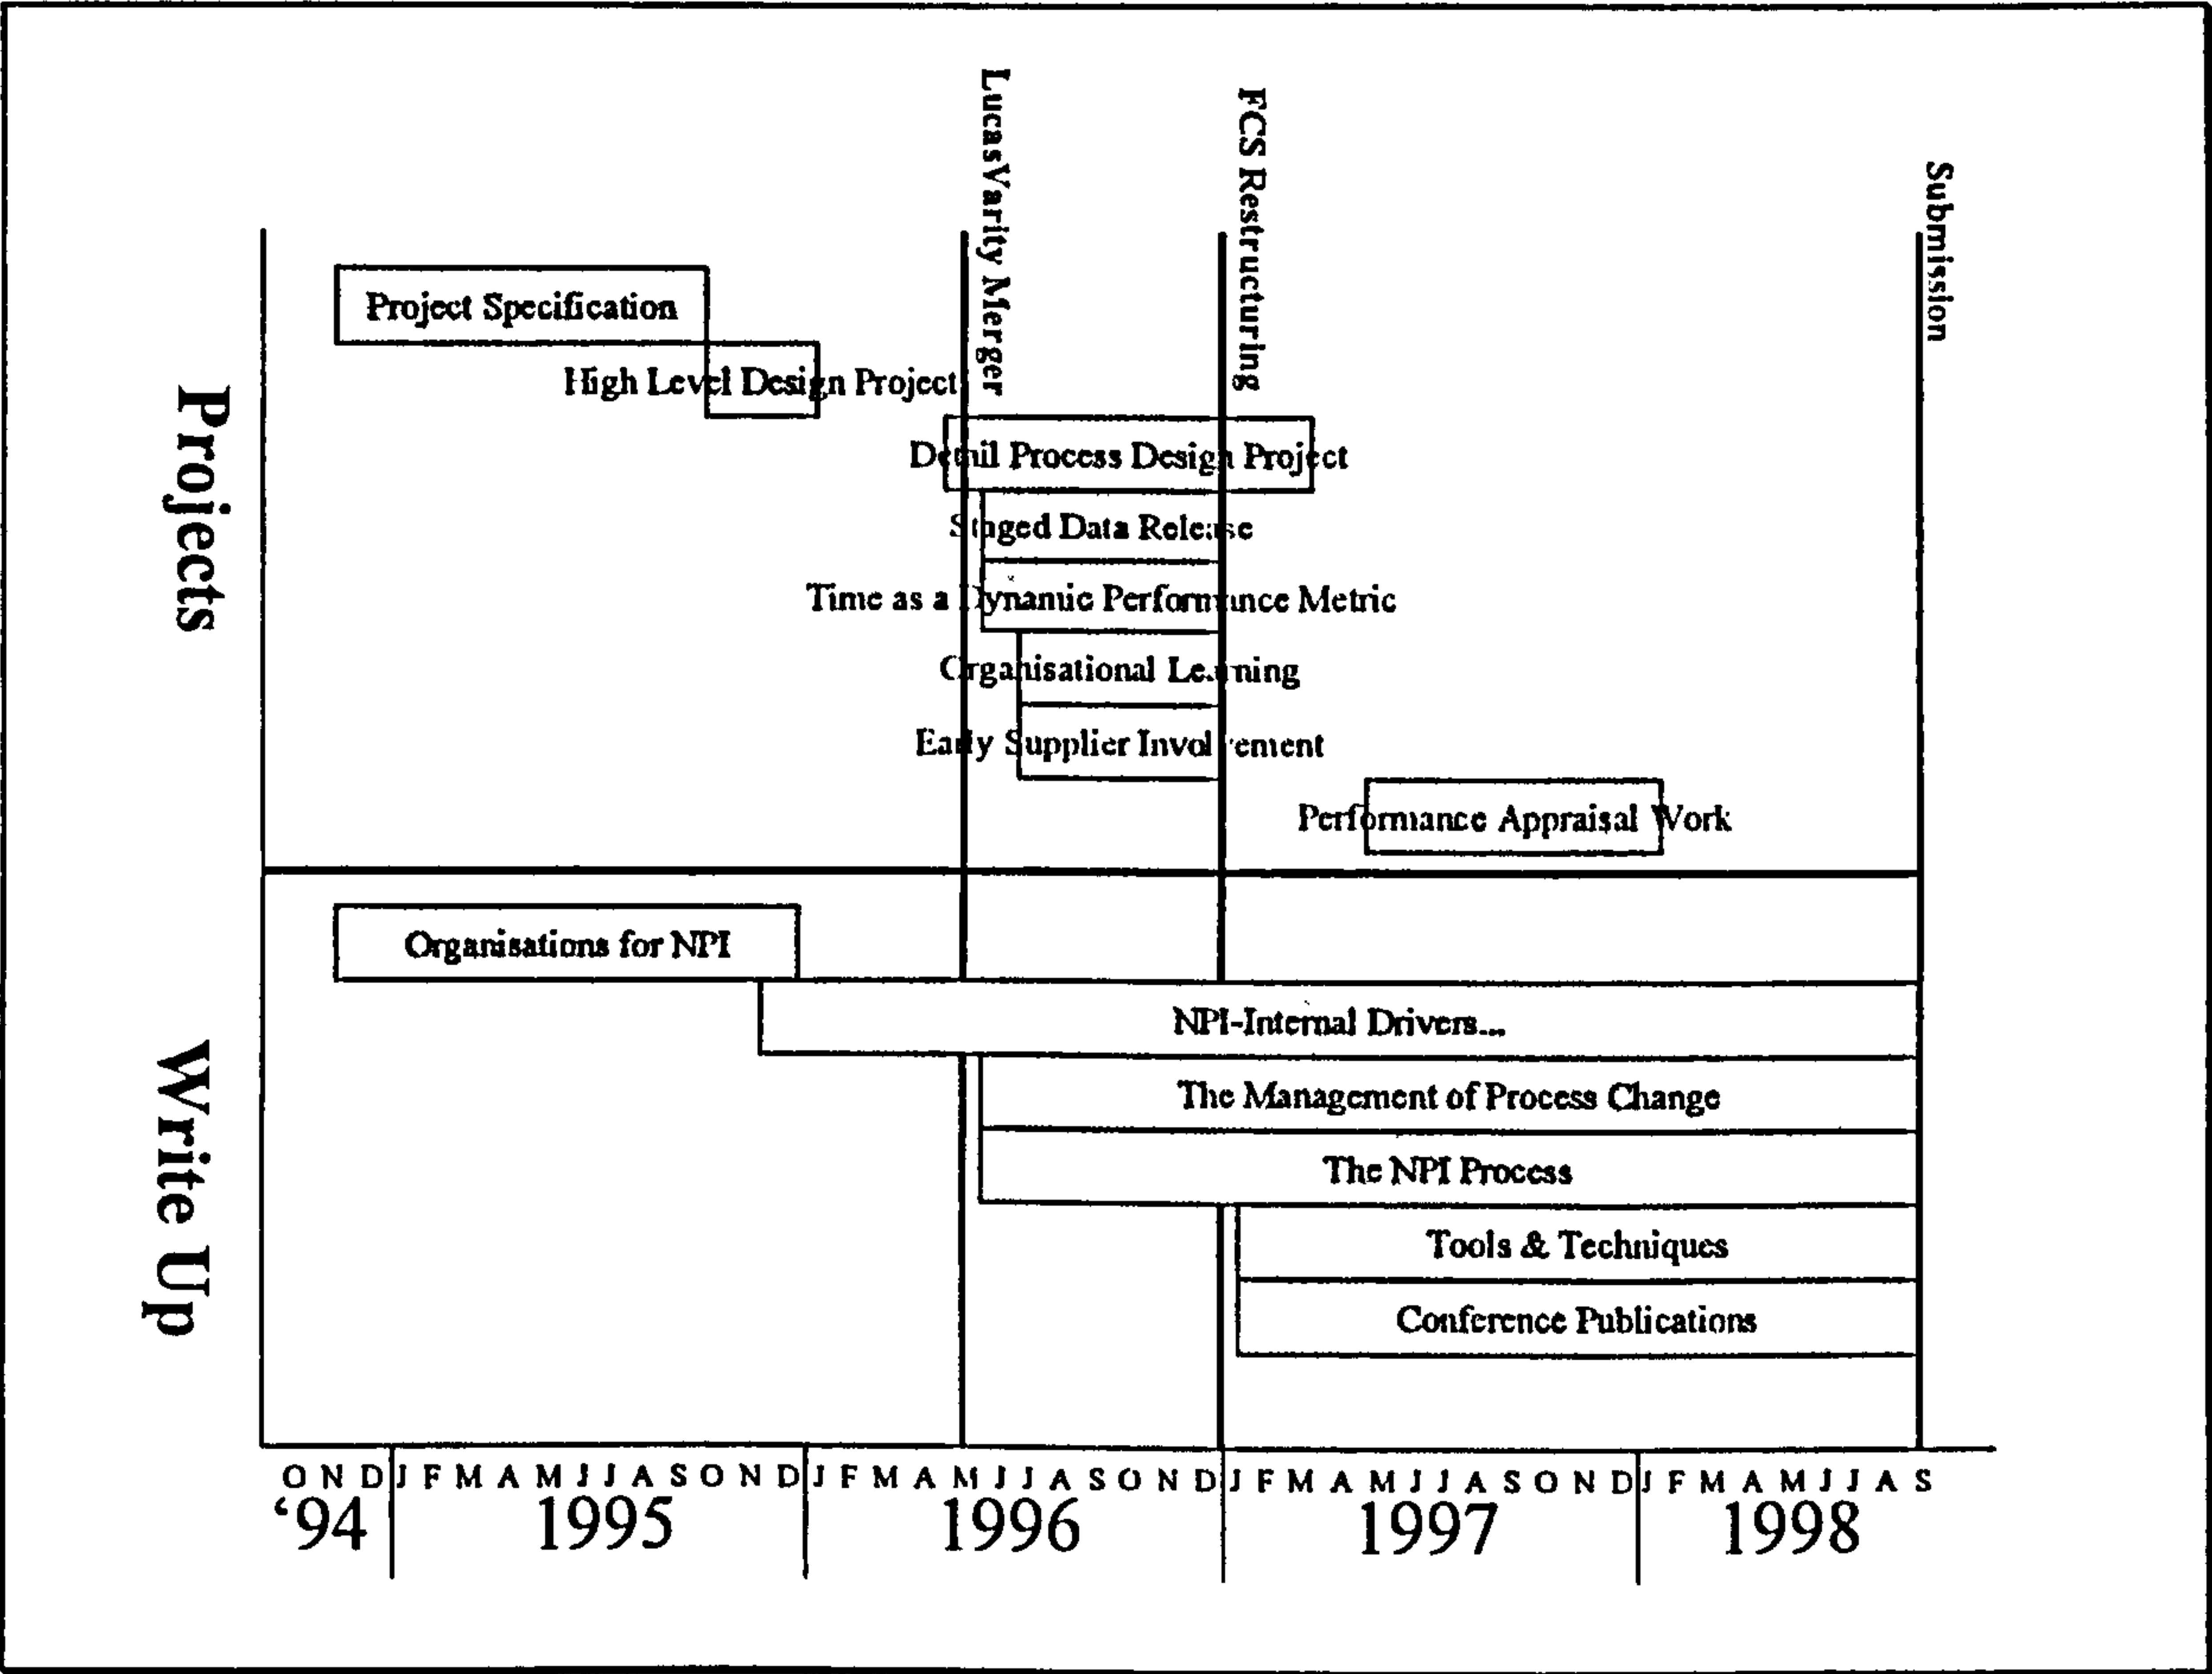 LucasVarity Merger
FCS Restructuring
Submission
Projects
Project Specification
High Level Design Project
Detail Process Design Project
Staged Data Release
Time as a Dynamic Performance Metric
Organisational Learning
Early Supplier Involvement
Performance Appraisal Work
Write Up
Organisations for NPI
NPI-Internal Drivers...
The Management of Process Change
The NPI Process
Tools & Techniques
Conference Publications
O N D J F M A M J J A S O N D J F M A M J J A S O N D J F M A M J J A S O N D J F M A M J J A S
‘94 1995 1996 1997 1998